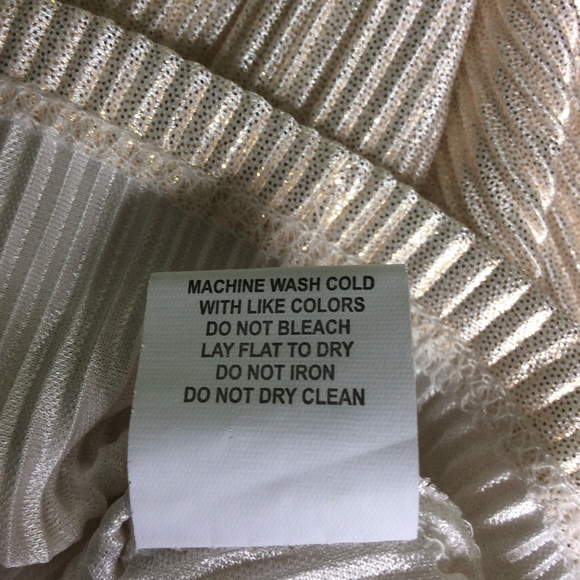 MACHINE WASH COLD
WITH LIKE COLORS
DO NOT BLEACH
LAY FLAT TO DRY
DO NOT IRON
DO NOT DRY CLEAN